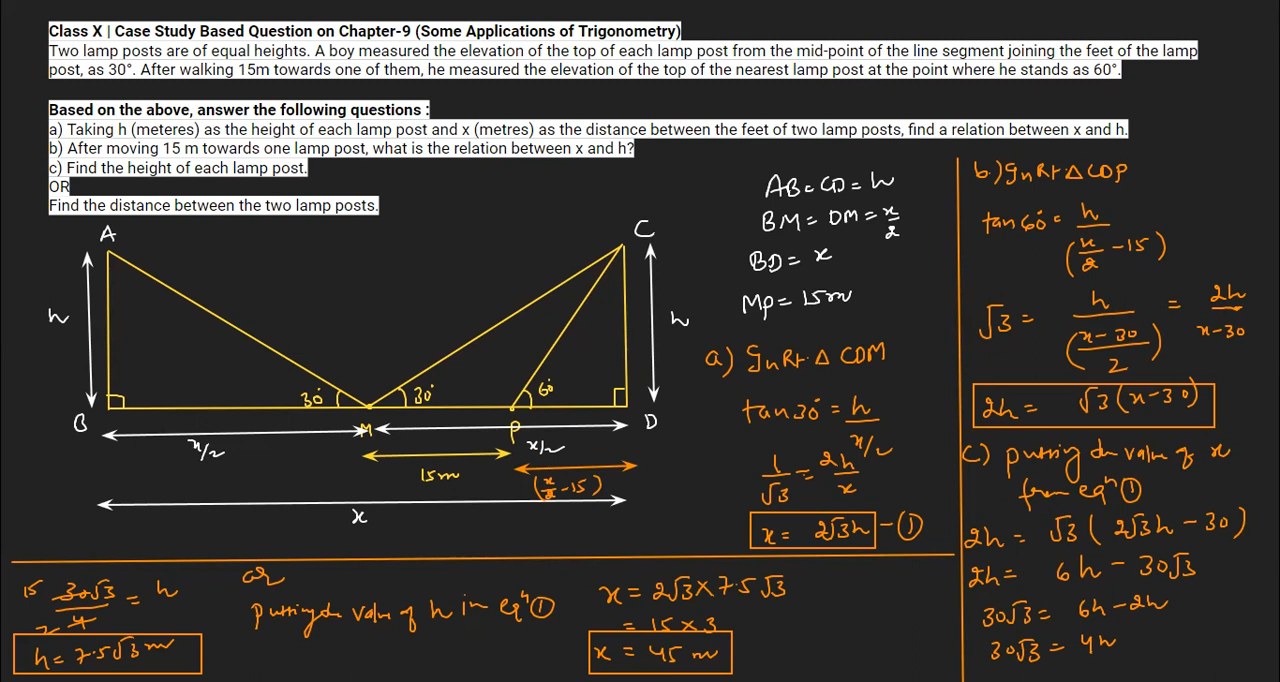 Class X | Case Study Based Question on Chapter-9 (Some Applications of Trigonometry)
Two lamp posts are of equal heights. A boy measured the elevation of the top of each lamp post from the mid-point of the line segment joining the feet of the lamp
post, as 30°. After walking 15m towards one of them, he measured the elevation of the top of the nearest lamp post at the point where he stands as 60°.
Based on the above, answer the following questions :
a) Taking h (meteres) as the height of each lamp post and x (metres) as the distance between the feet of two lamp posts, find a relation between x and h.
b) After moving 15 m towards one lamp post, what is the relation between x and h?
c) Find the height of each lamp post.
OR
Find the distance between the two lamp posts.
A
C
h
h
30°
30°
60°
B
M
P
D
x/2
x/2
15m
(x/2 - 15)
x
AB = CD = h
BM = DM = x/2
BD = x
MP = 15m
a) In Rt. △ CDM
tan 30° = h / x/2
1/√3 = 2h/x
x = 2√3h - ①
b.) In Rt △ CDP
tan 60° = h / (x/2 - 15)
√3 = h / ((x-30)/2) = 2h / x-30
2h = √3 (x-30)
c) putting the value of x
from eqⁿ ①
2h = √3 ( 2√3h - 30 )
2h = 6h - 30√3
30√3 = 6h - 2h
30√3 = 4h
15 30√3 / 2 4 = h
h = 7.5√3 m
or
putting the value of h in eqⁿ ①
x = 2√3 × 7.5√3
= 15 × 3
x = 45 m